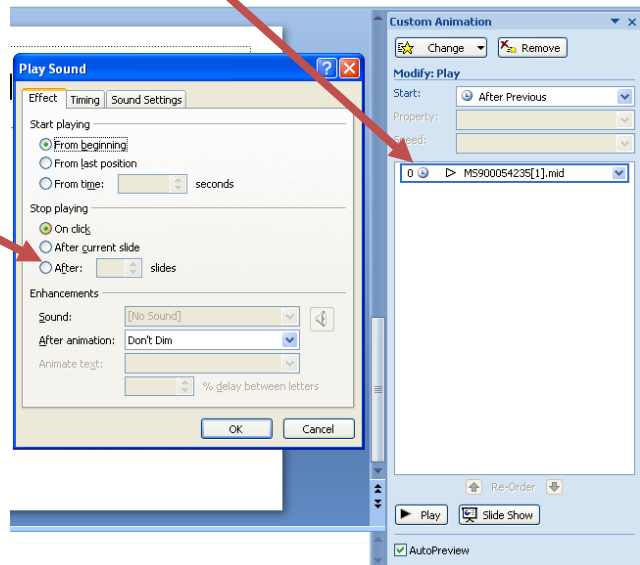 Custom Animation
Change
Remove
Modify: Play
Start:
After Previous
Property:
Speed:
0
MS900054235[1].mid
Re-Order
Play
Slide Show
AutoPreview
Play Sound
Effect
Timing
Sound Settings
Start playing
From beginning
From last position
From time:
seconds
Stop playing
On click
After current slide
After:
slides
Enhancements
Sound:
[No Sound]
After animation:
Don't Dim
Animate text:
% delay between letters
OK
Cancel